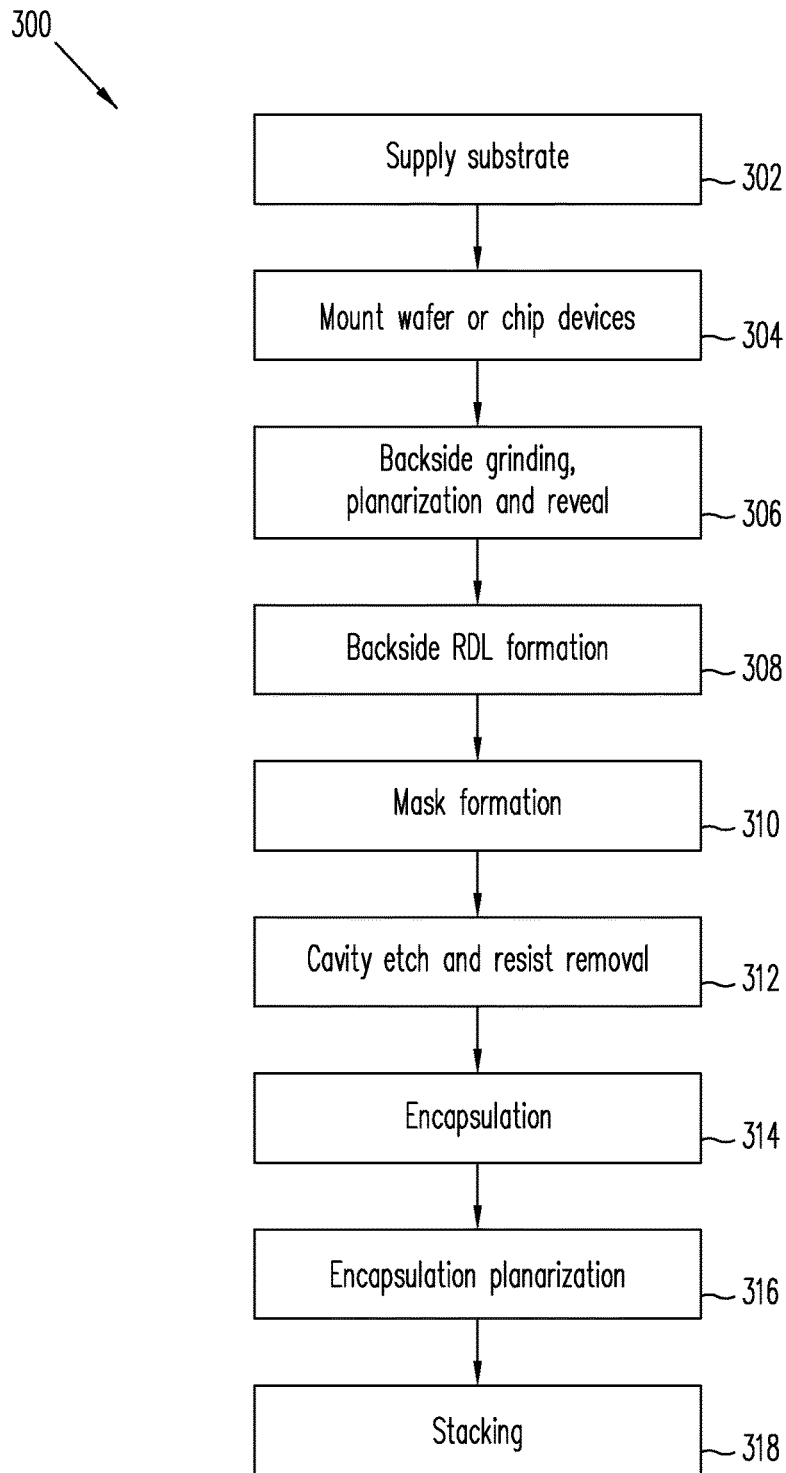 300
Supply substrate
302
Mount wafer or chip devices
304
Backside grinding,
planarization and reveal
306
Backside RDL formation
308
Mask formation
310
Cavity etch and resist removal
312
Encapsulation
314
Encapsulation planarization
316
Stacking
318